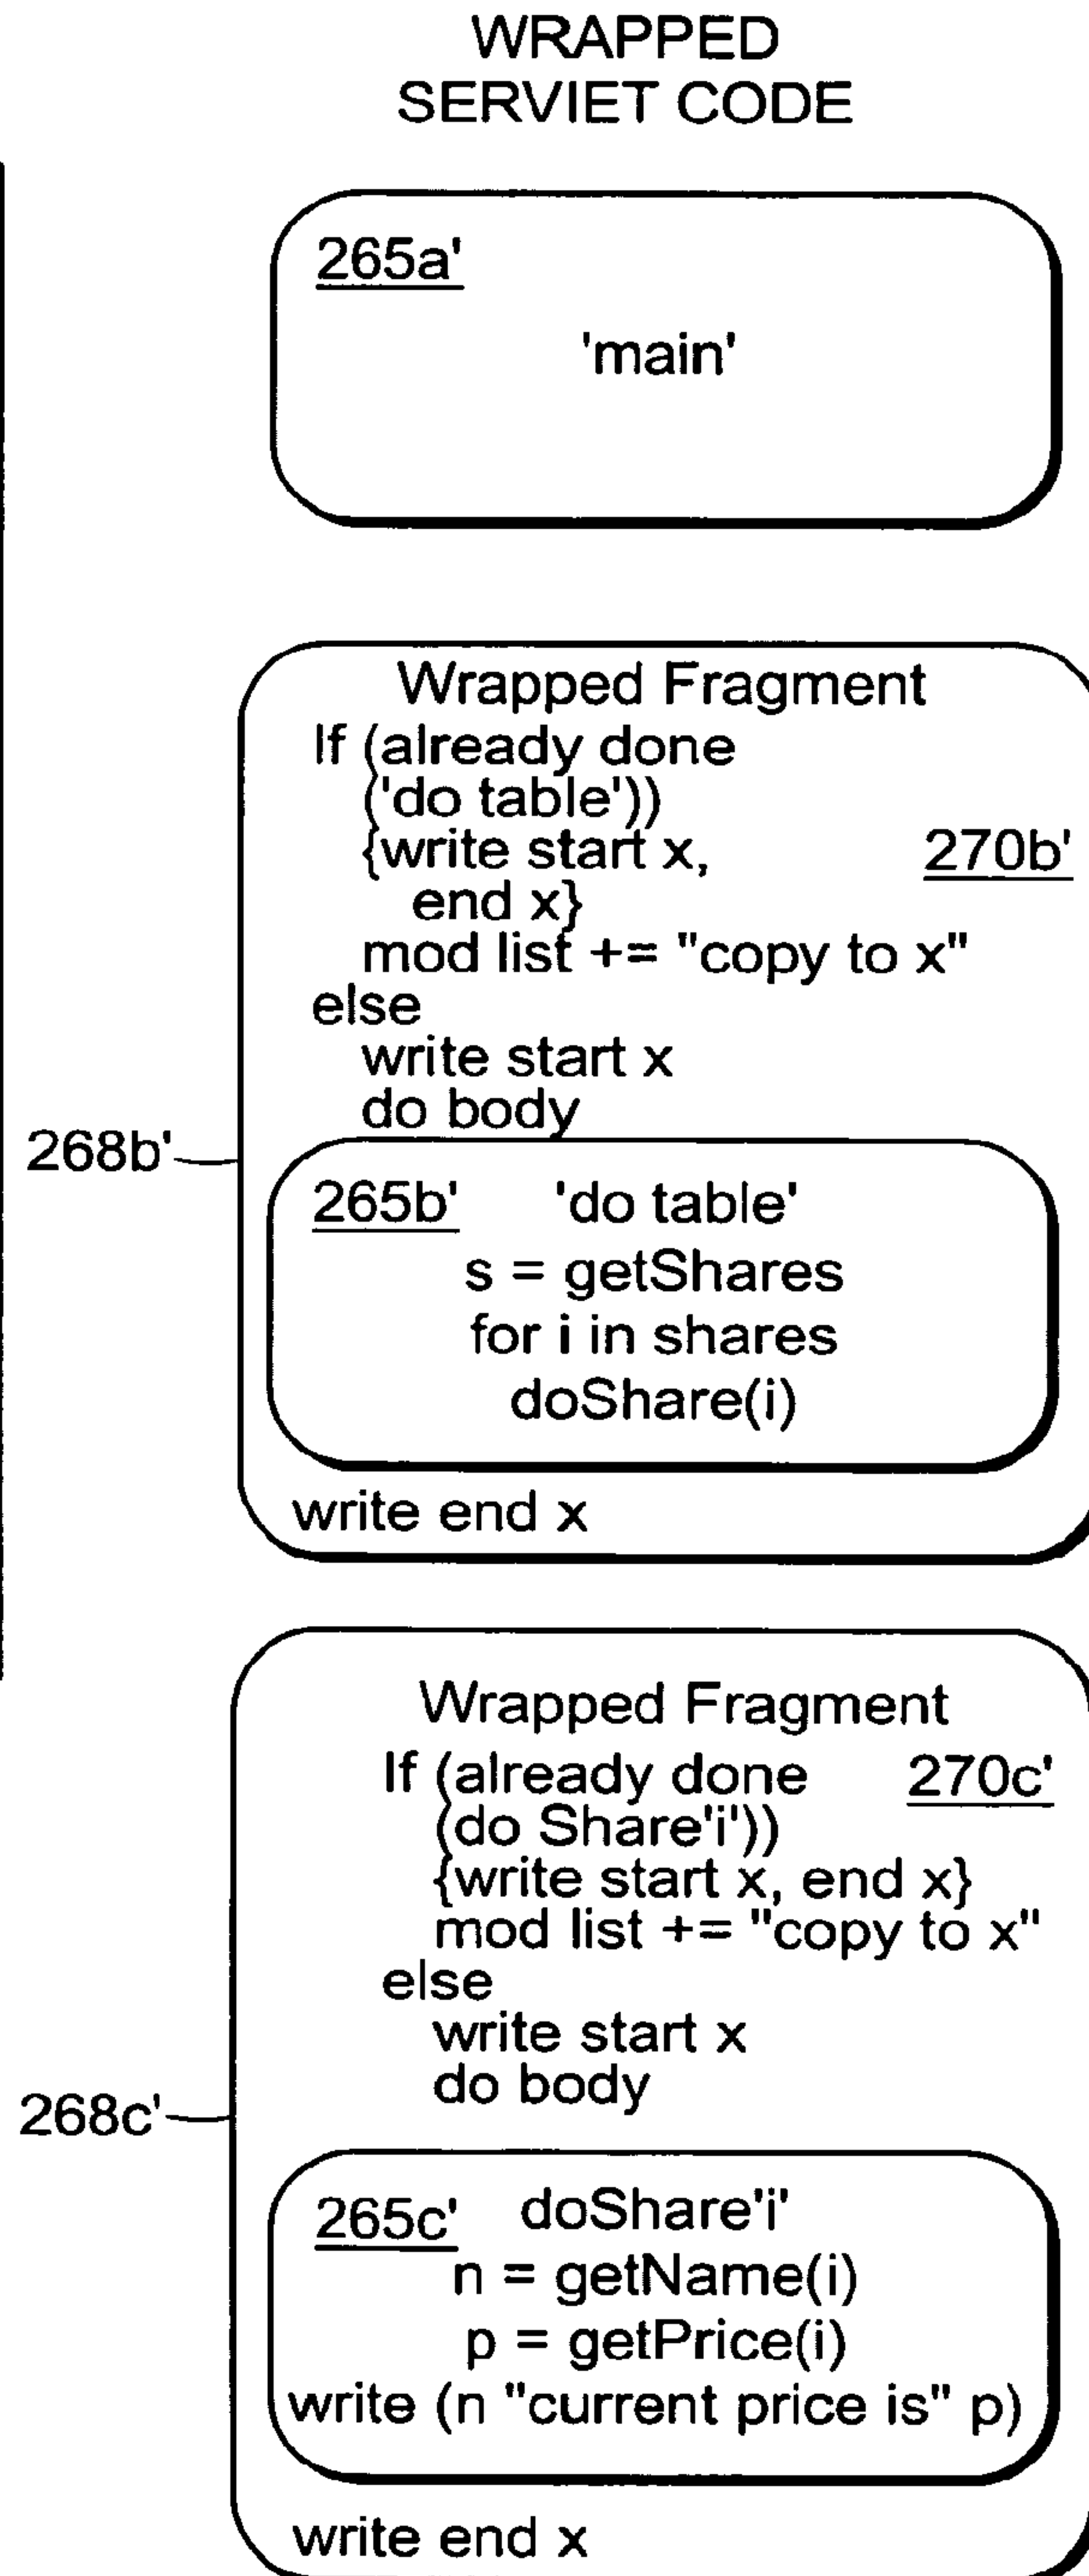 WRAPPED
SERVIET CODE
265a'
'main'
Wrapped Fragment
If (already done
('do table'))
{write start x,
270b'
end x}
mod list += "copy to x"
else
write start x
do body
268b'
265b' 'do table'
s = getShares
for i in shares
doShare(i)
write end x
Wrapped Fragment
If (already done 270c'
(do Share'i'))
{write start x, end x}
mod list += "copy to x"
else
write start x
do body
268c'
265c' doShare'i'
n = getName(i)
p = getPrice(i)
write (n "current price is" p)
write end x